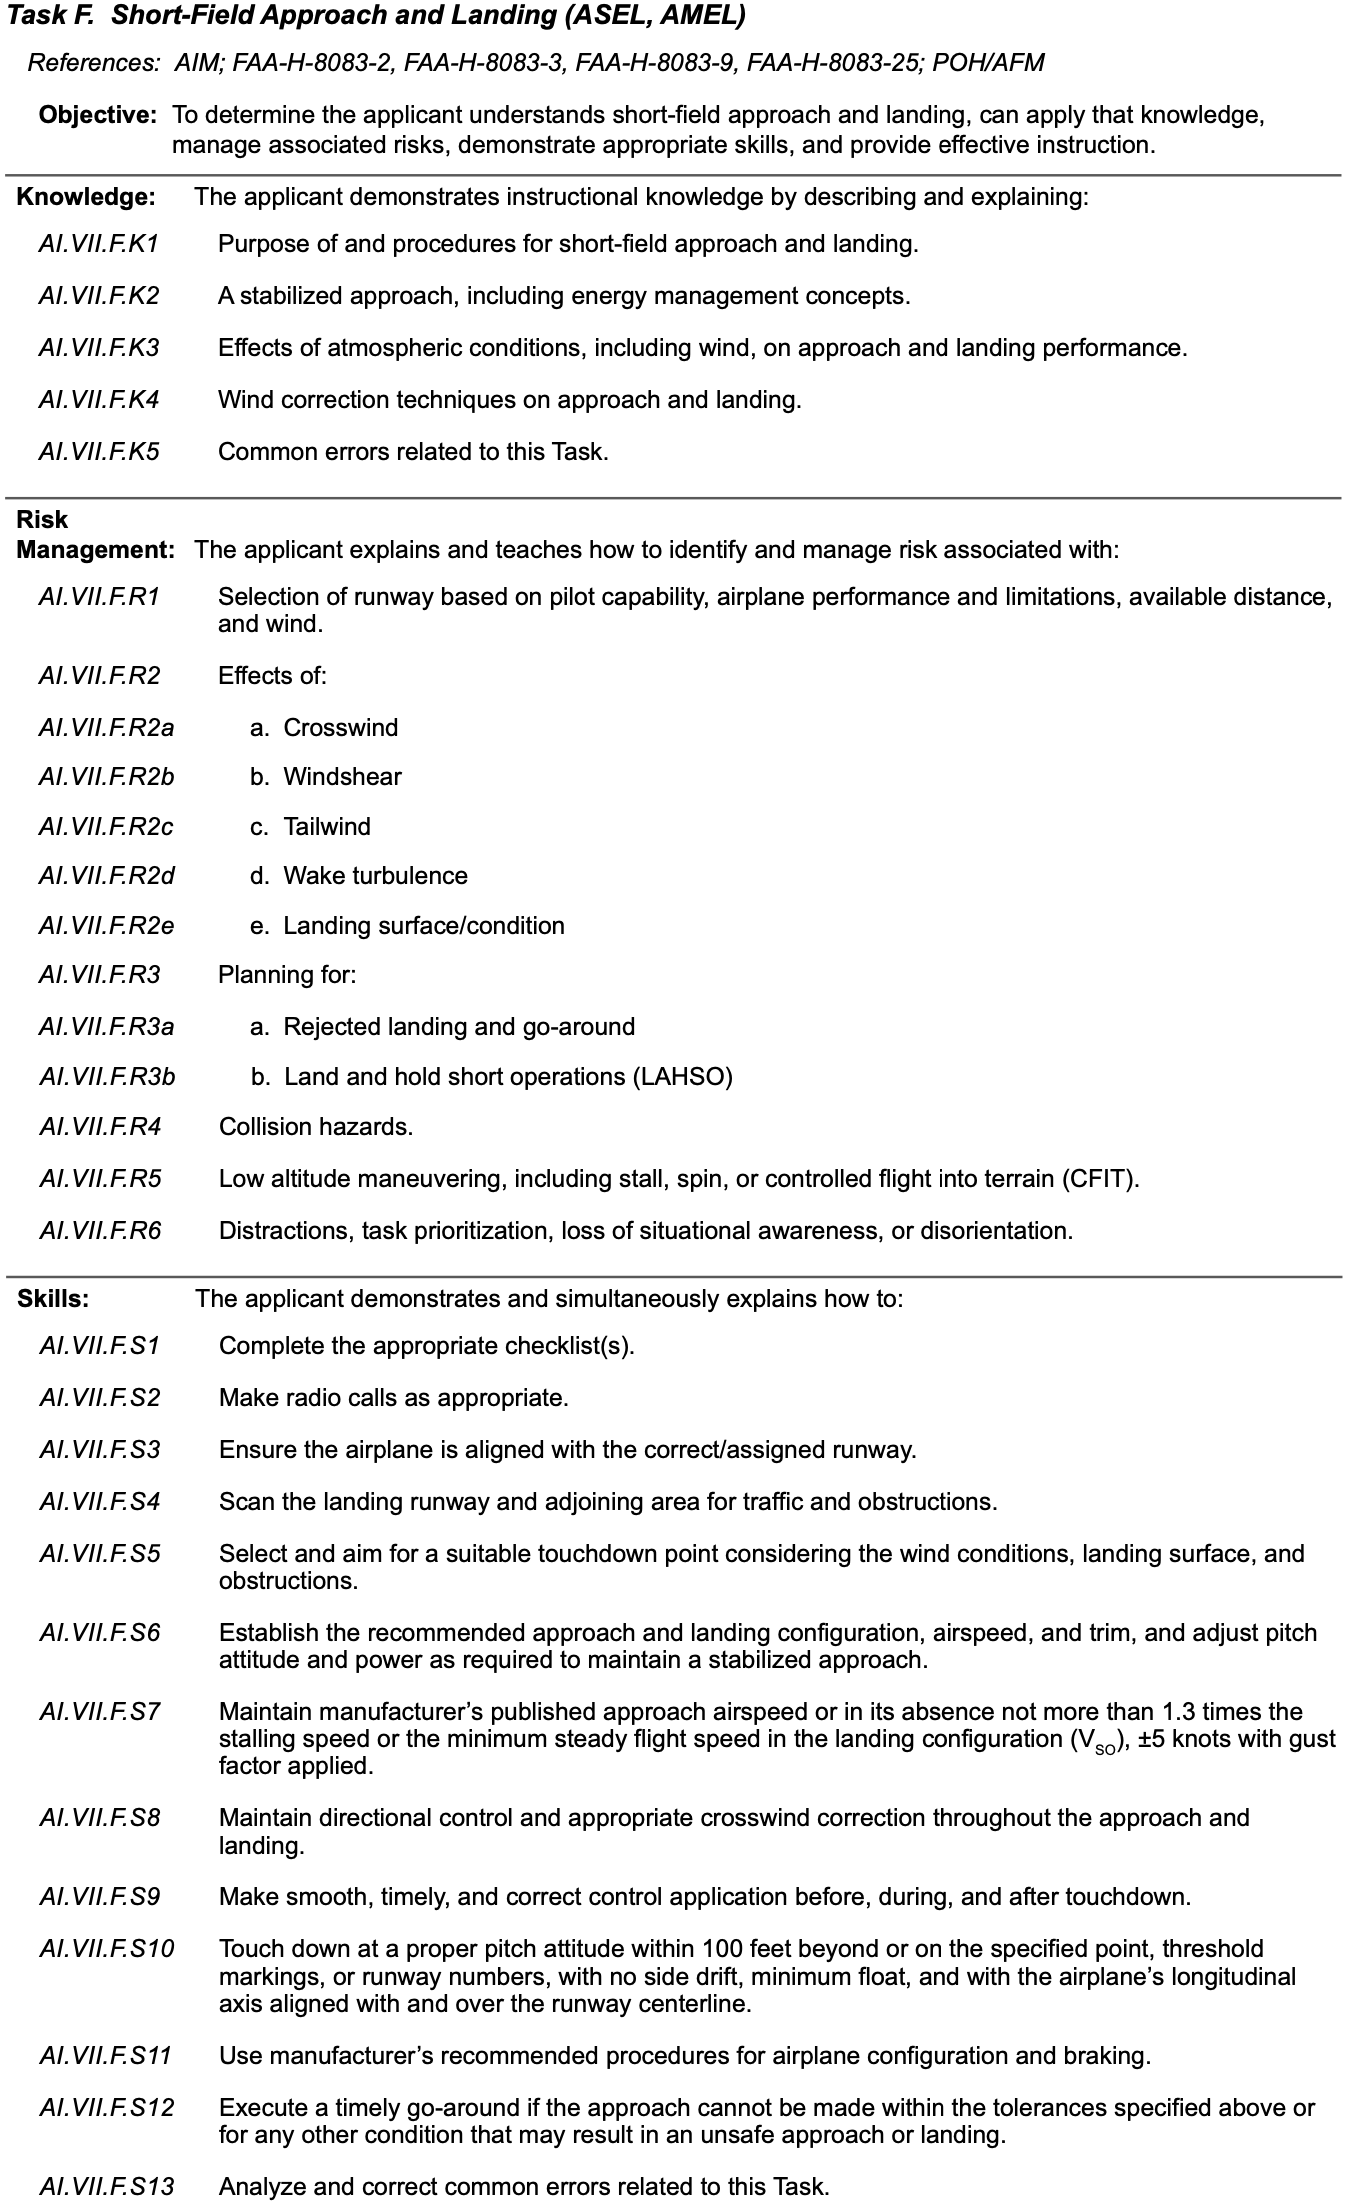 Task F. Short-Field Approach and Landing (ASEL, AMEL)
References: AIM; FAA-H-8083-2, FAA-H-8083-3, FAA-H-8083-9, FAA-H-8083-25; POH/AFM
Objective: To determine the applicant understands short-field approach and landing, can apply that knowledge,
manage associated risks, demonstrate appropriate skills, and provide effective instruction.
Knowledge: The applicant demonstrates instructional knowledge by describing and explaining:
AI.VII.F.K1 Purpose of and procedures for short-field approach and landing.
AI.VII.F.K2 A stabilized approach, including energy management concepts.
AI.VII.F.K3 Effects of atmospheric conditions, including wind, on approach and landing performance.
AI.VII.F.K4 Wind correction techniques on approach and landing.
AI.VII.F.K5 Common errors related to this Task.
Risk
Management: The applicant explains and teaches how to identify and manage risk associated with:
AI.VII.F.R1 Selection of runway based on pilot capability, airplane performance and limitations, available distance,
and wind.
AI.VII.F.R2 Effects of:
AI.VII.F.R2a a. Crosswind
AI.VII.F.R2b b. Windshear
AI.VII.F.R2c c. Tailwind
AI.VII.F.R2d d. Wake turbulence
AI.VII.F.R2e e. Landing surface/condition
AI.VII.F.R3 Planning for:
AI.VII.F.R3a a. Rejected landing and go-around
AI.VII.F.R3b b. Land and hold short operations (LAHSO)
AI.VII.F.R4 Collision hazards.
AI.VII.F.R5 Low altitude maneuvering, including stall, spin, or controlled flight into terrain (CFIT).
AI.VII.F.R6 Distractions, task prioritization, loss of situational awareness, or disorientation.
Skills: The applicant demonstrates and simultaneously explains how to:
AI.VII.F.S1 Complete the appropriate checklist(s).
AI.VII.F.S2 Make radio calls as appropriate.
AI.VII.F.S3 Ensure the airplane is aligned with the correct/assigned runway.
AI.VII.F.S4 Scan the landing runway and adjoining area for traffic and obstructions.
AI.VII.F.S5 Select and aim for a suitable touchdown point considering the wind conditions, landing surface, and
obstructions.
AI.VII.F.S6 Establish the recommended approach and landing configuration, airspeed, and trim, and adjust pitch
attitude and power as required to maintain a stabilized approach.
AI.VII.F.S7 Maintain manufacturer’s published approach airspeed or in its absence not more than 1.3 times the
stalling speed or the minimum steady flight speed in the landing configuration (VSO), ±5 knots with gust
factor applied.
AI.VII.F.S8 Maintain directional control and appropriate crosswind correction throughout the approach and
landing.
AI.VII.F.S9 Make smooth, timely, and correct control application before, during, and after touchdown.
AI.VII.F.S10 Touch down at a proper pitch attitude within 100 feet beyond or on the specified point, threshold
markings, or runway numbers, with no side drift, minimum float, and with the airplane’s longitudinal
axis aligned with and over the runway centerline.
AI.VII.F.S11 Use manufacturer’s recommended procedures for airplane configuration and braking.
AI.VII.F.S12 Execute a timely go-around if the approach cannot be made within the tolerances specified above or
for any other condition that may result in an unsafe approach or landing.
AI.VII.F.S13 Analyze and correct common errors related to this Task.